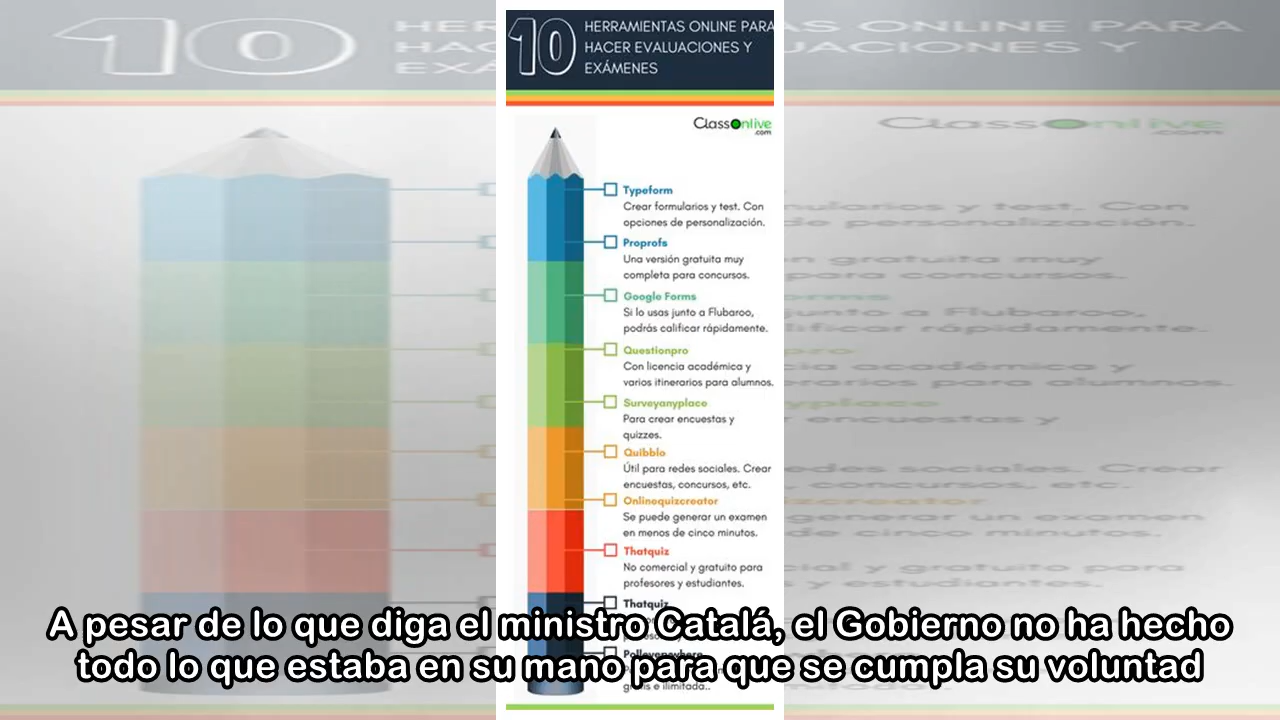 10
HERRAMIENTAS ONLINE PARA
HACER EVALUACIONES Y
EXÁMENES
ClassOnlive
.com
Typeform
Crear formularios y test. Con
opciones de personalización.
Proprofs
Una versión gratuita muy
completa para concursos.
Google Forms
Si lo usas junto a Flubaroo,
podrás calificar rápidamente.
Questionpro
Con licencia académica y
varios itinerarios para alumnos.
Surveyanyplace
Para crear encuestas y
quizzes.
Quibblo
Útil para redes sociales. Crear
encuestas, concursos, etc.
Onlinequizcreator
Se puede generar un examen
en menos de cinco minutos.
Thatquiz
No comercial y gratuito para
profesores y estudiantes.
Thatquiz
Polleverywhere
gratis e ilimitada..
A pesar de lo que diga el ministro Catalá, el Gobierno no ha hecho
todo lo que estaba en su mano para que se cumpla su voluntad